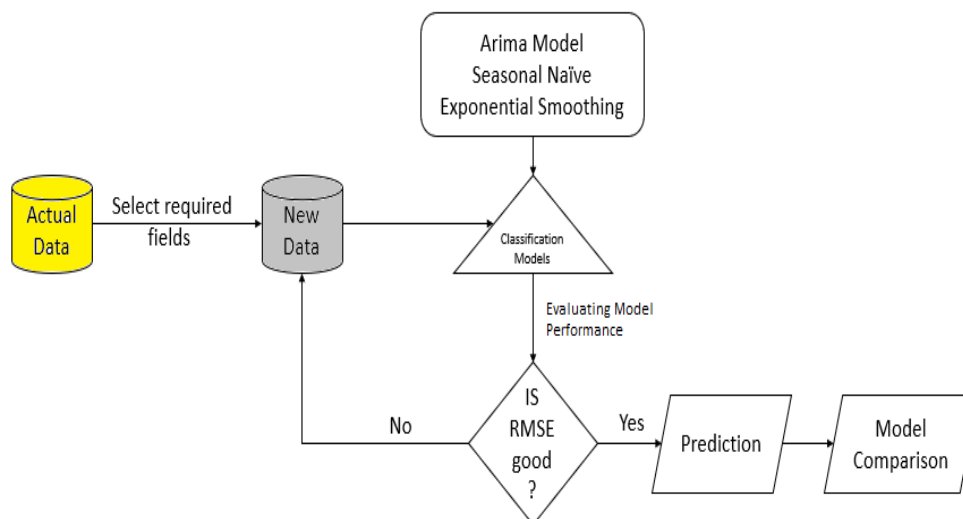 Arima Model
Seasonal Naïve
Exponential Smoothing
Actual
Data
Select required
fields
New
Data
Classification
Models
Evaluating Model
Performance
IS
RMSE
good
?
No
Yes
Prediction
Model
Comparison